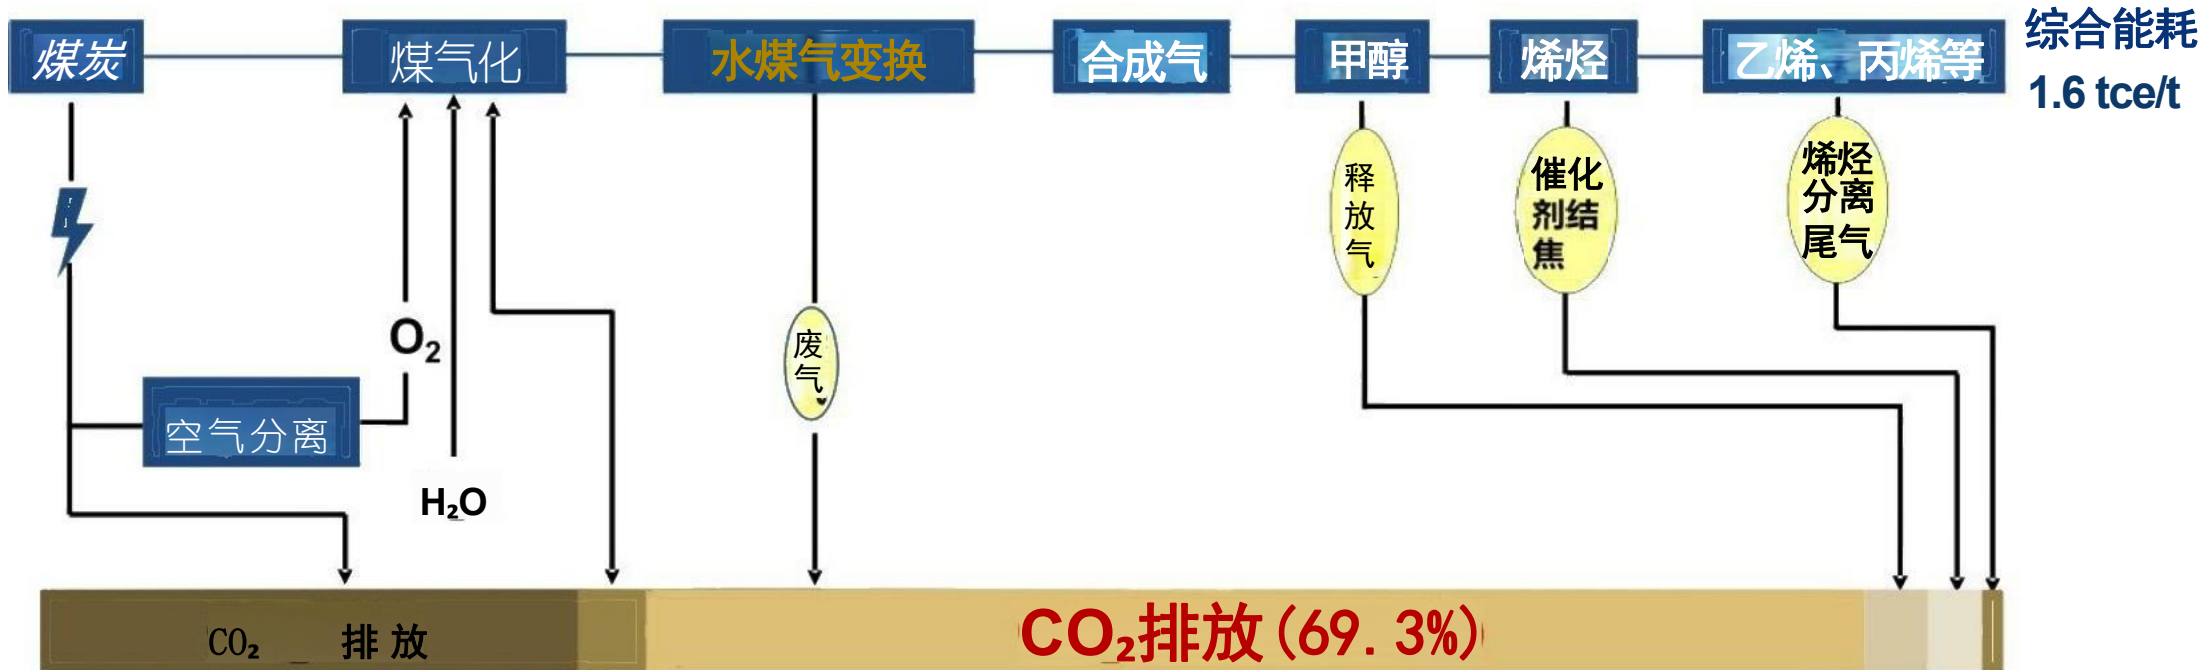 煤炭
煤气化
水煤气变换
合成气
甲醇
烯烃
乙烯、丙烯等
综合能耗
1.6 tce/t
释
放
气
催化
剂结
焦
烯烃
分离
尾气
O₂
废
气
空气分离
H₂O
CO₂ 排放
CO₂排放(69.3%)